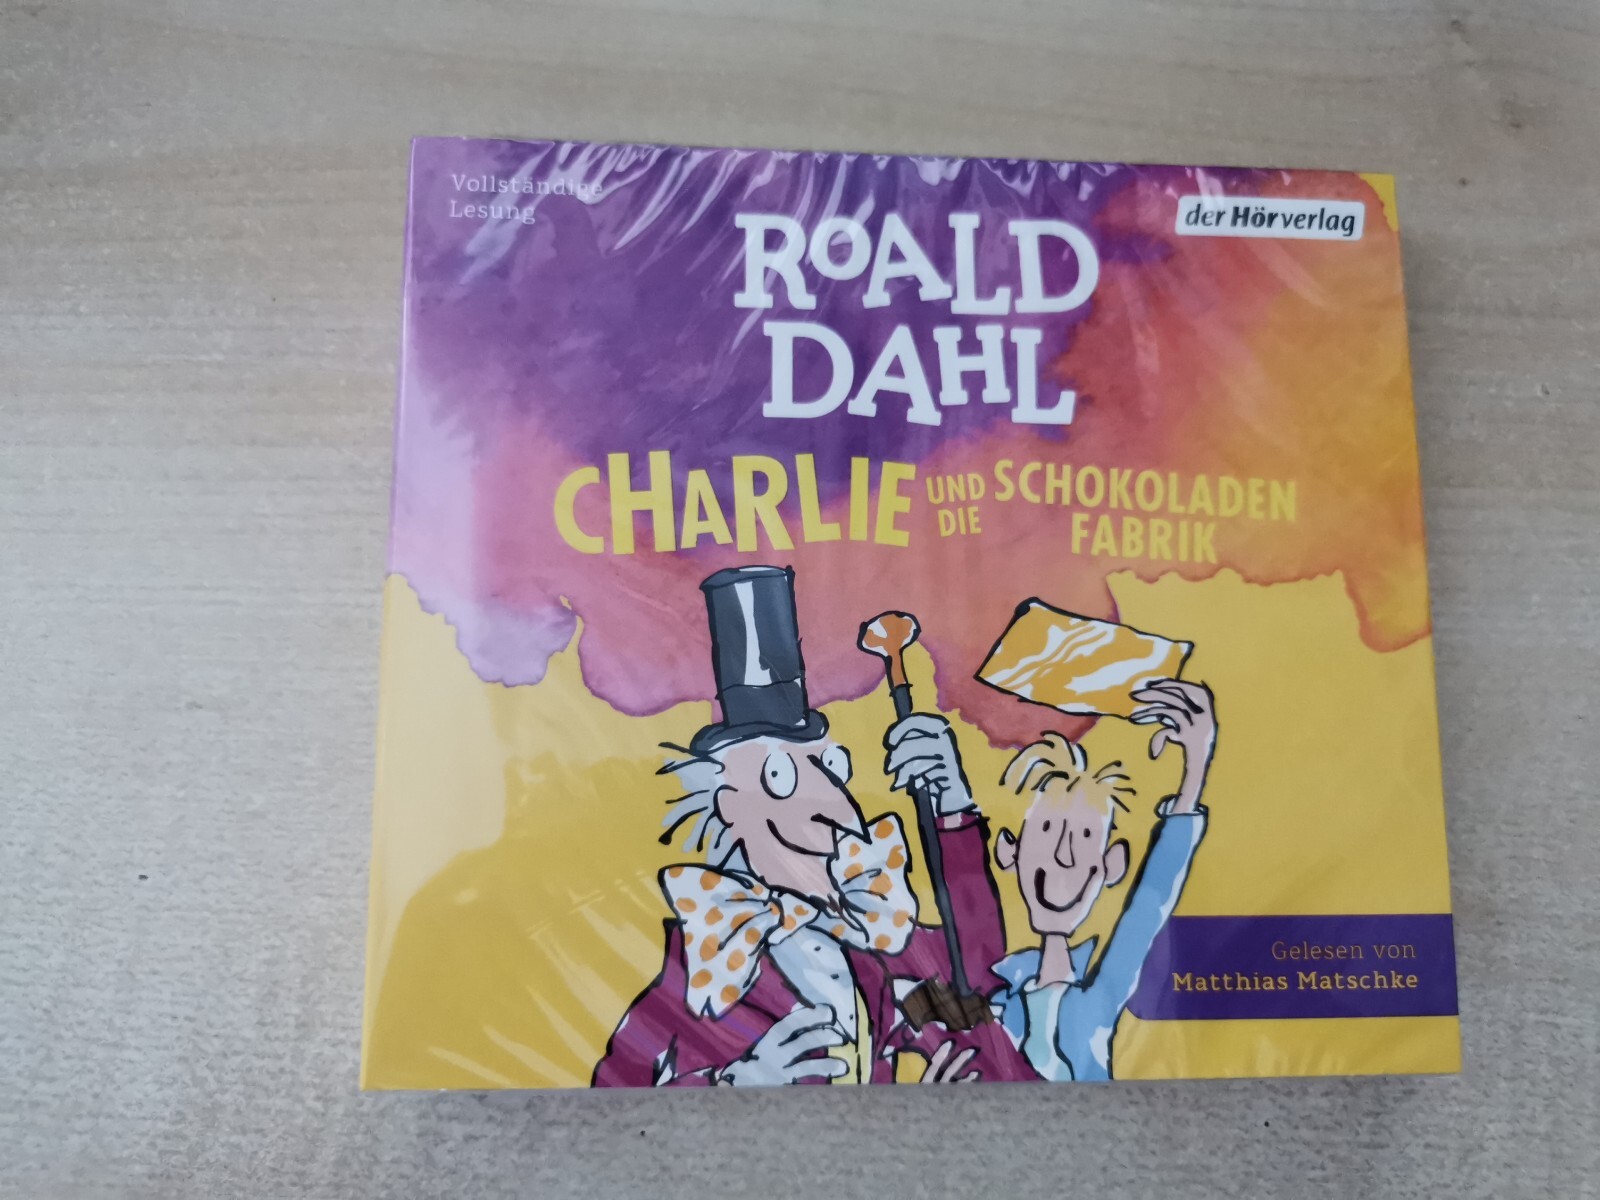 Vollständige
Lesung
der Hörverlag
ROALD
DAHL
CHARLIE UND DIE SCHOKOLADEN
FABRIK
Gelesen von
Matthias Matschke